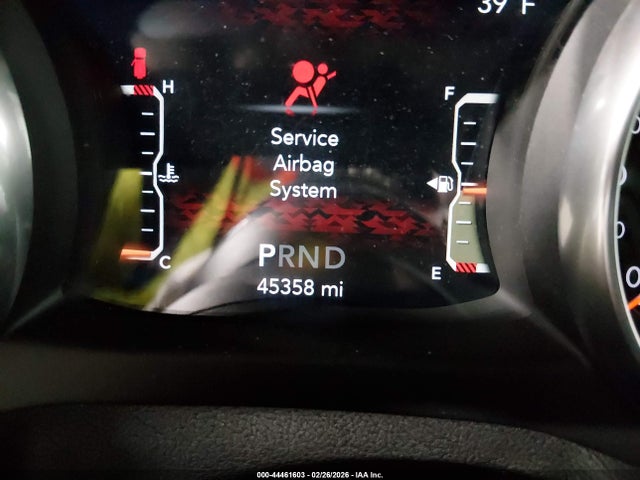 39 F
H
F
Service
Airbag
System
C
E
PRND
45358 mi
000-44461603 - 02/26/2026 - IAA Inc.